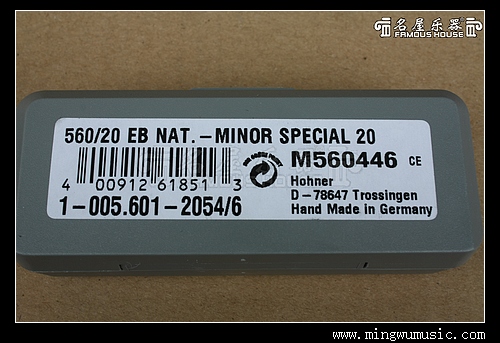 名屋乐器
FAMOUS HOUSE
560/20 EB NAT.-MINOR SPECIAL 20
M560446 CE
4 00912 61851 3
Hohner
D-78647 Trossingen
1-005.601-2054/6
Hand Made in Germany
www.mingwumusic.com